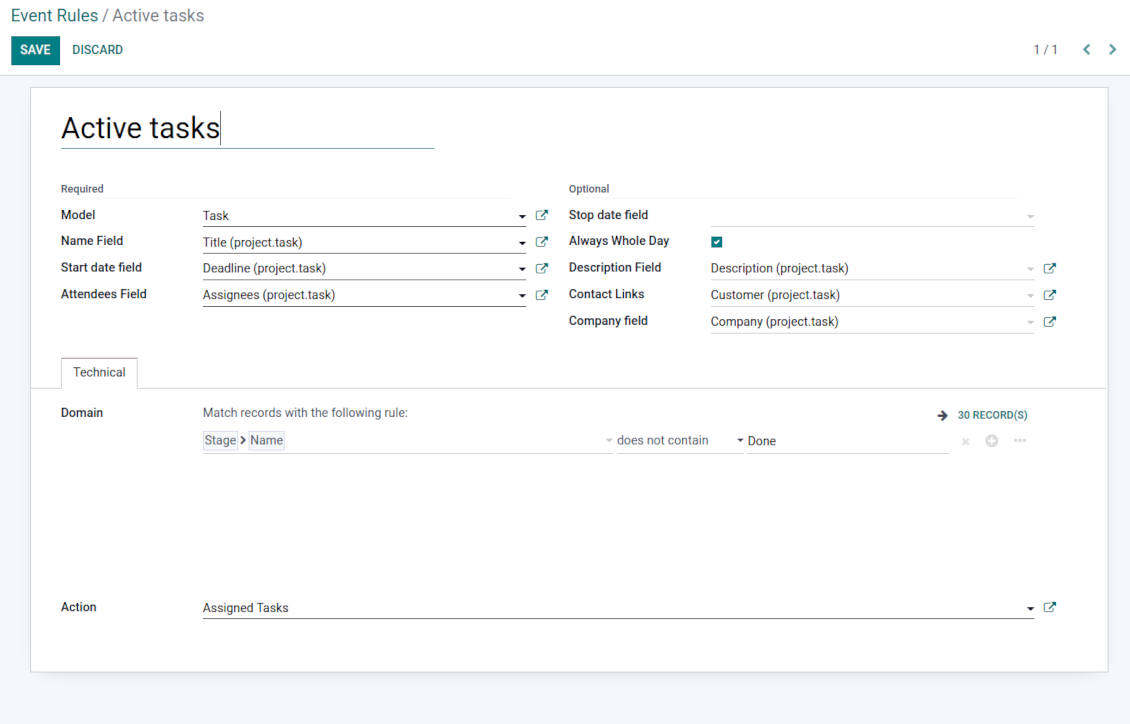 Event Rules / Active tasks
SAVE DISCARD 1 / 1
Active tasks
Required Optional
Model Task Stop date field
Name Field Title (project.task) Always Whole Day
Start date field Deadline (project.task) Description Field Description (project.task)
Attendees Field Assignees (project.task) Contact Links Customer (project.task)
Company field Company (project.task)
Technical
Domain Match records with the following rule: 30 RECORD(S)
Stage Name does not contain Done
Action Assigned Tasks